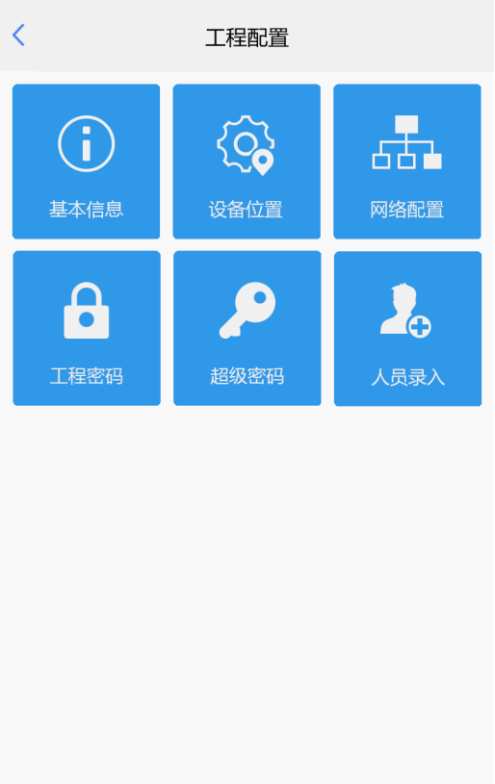 工程配置
基本信息
设备位置
网络配置
工程密码
超级密码
人员录入